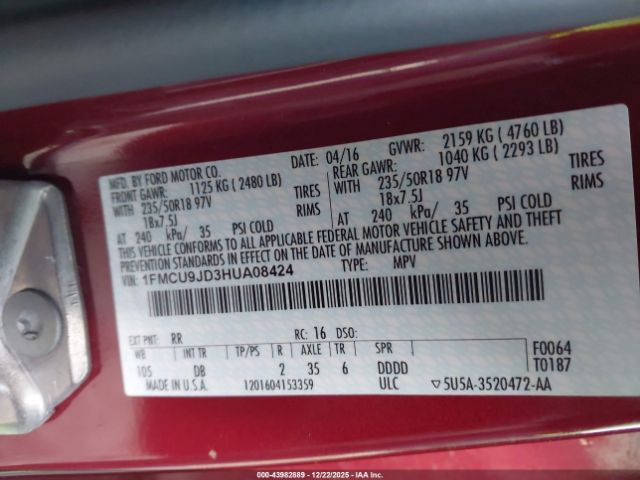 MFD. BY FORD MOTOR CO.
DATE: 04/16 GVWR: 2159 KG ( 4760 LB)
FRONT GAWR: 1125 KG ( 2480 LB) REAR GAWR: 1040 KG ( 2293 LB)
WITH 235/50R18 97V TIRES WITH 235/50R18 97V TIRES
18x7.5J RIMS 18x7.5J RIMS
AT 240 kPa/ 35 PSI COLD AT 240 kPa/ 35 PSI COLD
THIS VEHICLE CONFORMS TO ALL APPLICABLE FEDERAL MOTOR VEHICLE SAFETY AND THEFT
PREVENTION STANDARDS IN EFFECT ON THE DATE OF MANUFACTURE SHOWN ABOVE.
VIN: 1FMCU9JD3HUA08424 TYPE: MPV
EXT PNT: RR RC: 16 DSO: F0064
WB INT TR TP/PS R AXLE TR SPR T0187
105 DB 2 35 6 DDDD
MADE IN U.S.A. 1201604153359 ULC ▽5U5A-3520472-AA
© - 43982889 - 12/22/2025 - IAA